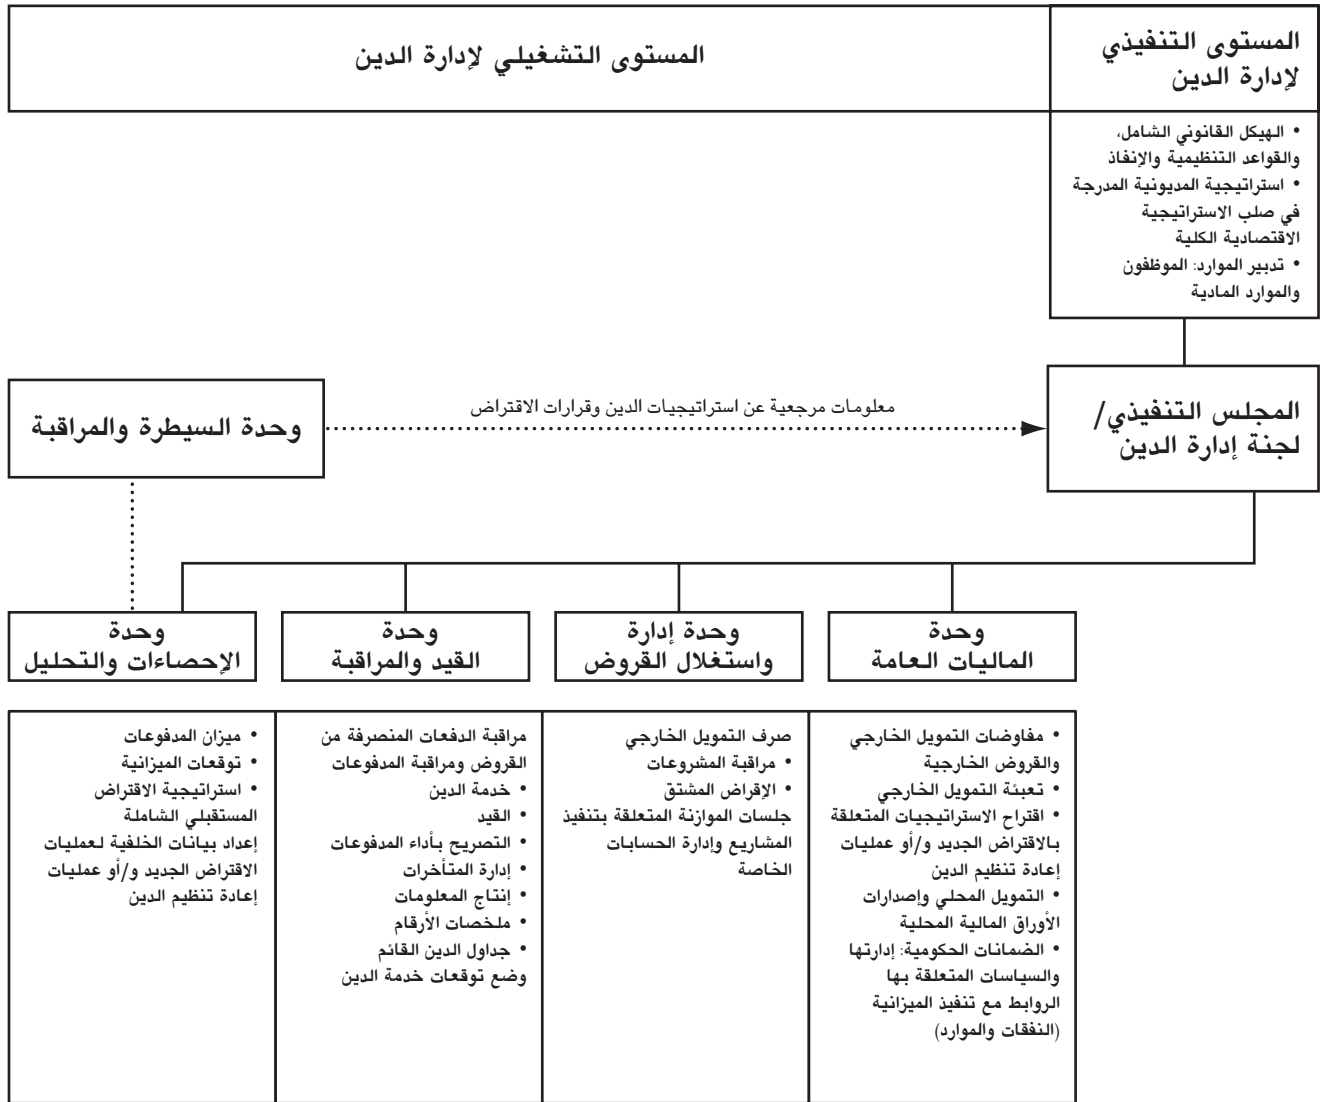 المستوى التنفيذي
لإدارة الدين
المستوى التشغيلي لإدارة الدين
• الهيكل القانوني الشامل،
والقواعد التنظيمية والإنفاذ
• استراتيجية المديونية المدرجة
في صلب الاستراتيجية
الاقتصادية الكلية
• تدبير الموارد: الموظفون
والموارد المادية
المجلس التنفيذي/
لجنة إدارة الدين
معلومات مرجعية عن استراتيجيات الدين وقرارات الاقتراض
وحدة السيطرة والمراقبة
وحدة
الماليات العامة
وحدة إدارة
واستغلال القروض
وحدة
القيد والمراقبة
وحدة
الإحصاءات والتحليل
• مفاوضات التمويل الخارجي
والقروض الخارجية
• تعبئة التمويل الخارجي
• اقتراح الاستراتيجيات المتعلقة
بالاقتراض الجديد و/أو عمليات
إعادة تنظيم الدين
• التمويل المحلي وإصدارات
الأوراق المالية المحلية
• الضمانات الحكومية: إدارتها
والسياسات المتعلقة بها
الروابط مع تنفيذ الميزانية
(النفقات والموارد)
صرف التمويل الخارجي
• مراقبة المشروعات
• الإقراض المشتق
جلسات الموازنة المتعلقة بتنفيذ
المشاريع وإدارة الحسابات
الخاصة
مراقبة الدفعات المنصرفة من
القروض ومراقبة المدفوعات
• خدمة الدين
• القيد
• التصريح بأداء المدفوعات
• إدارة المتأخرات
• إنتاج المعلومات
• ملخصات الأرقام
• جداول الدين القائم
وضع توقعات خدمة الدين
• ميزان المدفوعات
• توقعات الميزانية
• استراتيجية الاقتراض
المستقبلي الشاملة
إعداد بيانات الخلفية لعمليات
الاقتراض الجديد و/أو عمليات
إعادة تنظيم الدين